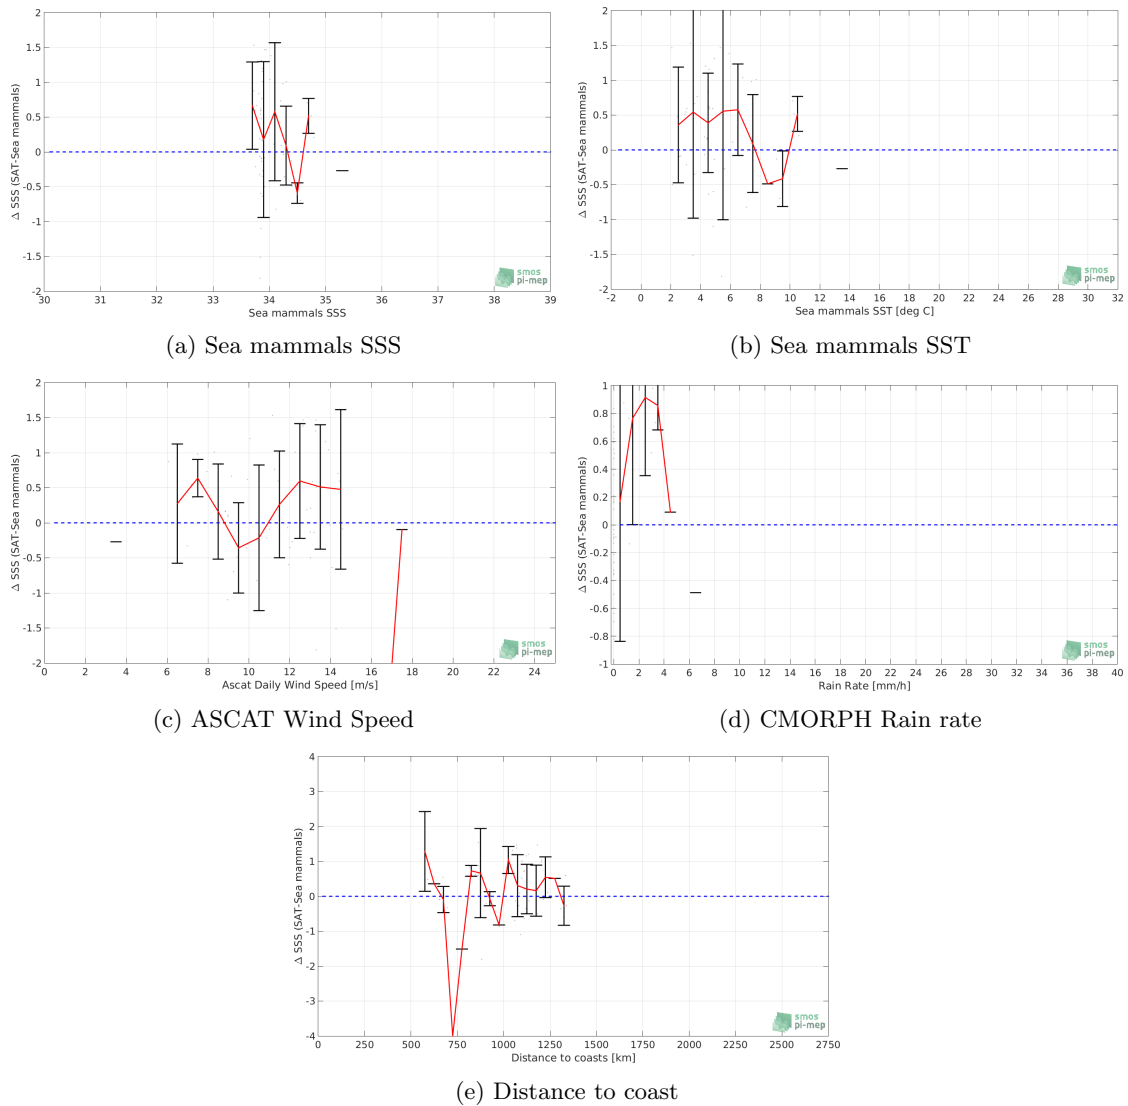 2
1.5
1
0.5
0
-0.5
-1
-1.5
-2
Δ SSS (SAT-Sea mammals)
30 31 32 33 34 35 36 37 38 39
Sea mammals SSS
smos
pi-mep
(a) Sea mammals SSS
2
1.5
1
0.5
0
-0.5
-1
-1.5
-2
Δ SSS (SAT-Sea mammals)
-2 0 2 4 6 8 10 12 14 16 18 20 22 24 26 28 30 32
Sea mammals SST [deg C]
smos
pi-mep
(b) Sea mammals SST
2
1.5
1
0.5
0
-0.5
-1
-1.5
-2
Δ SSS (SAT-Sea mammals)
0 2 4 6 8 10 12 14 16 18 20 22 24
Ascat Daily Wind Speed [m/s]
smos
pi-mep
(c) ASCAT Wind Speed
1
0.8
0.6
0.4
0.2
0
-0.2
-0.4
-0.6
-0.8
-1
Δ SSS (SAT-Sea mammals)
0 2 4 6 8 10 12 14 16 18 20 22 24 26 28 30 32 34 36 38 40
Rain Rate [mm/h]
smos
pi-mep
(d) CMORPH Rain rate
4
3
2
1
0
-1
-2
-3
-4
Δ SSS (SAT-Sea mammals)
0 250 500 750 1000 1250 1500 1750 2000 2250 2500 2750
Distance to coasts [km]
smos
pi-mep
(e) Distance to coast